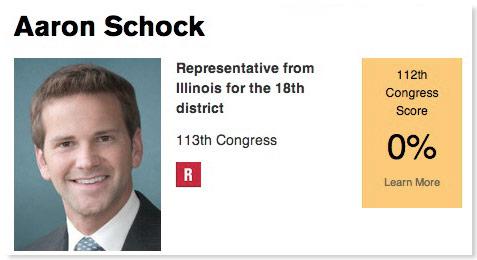 Aaron Schock
Representative from
Illinois for the 18th
district
113th Congress
R
112th
Congress
Score
0%
Learn More